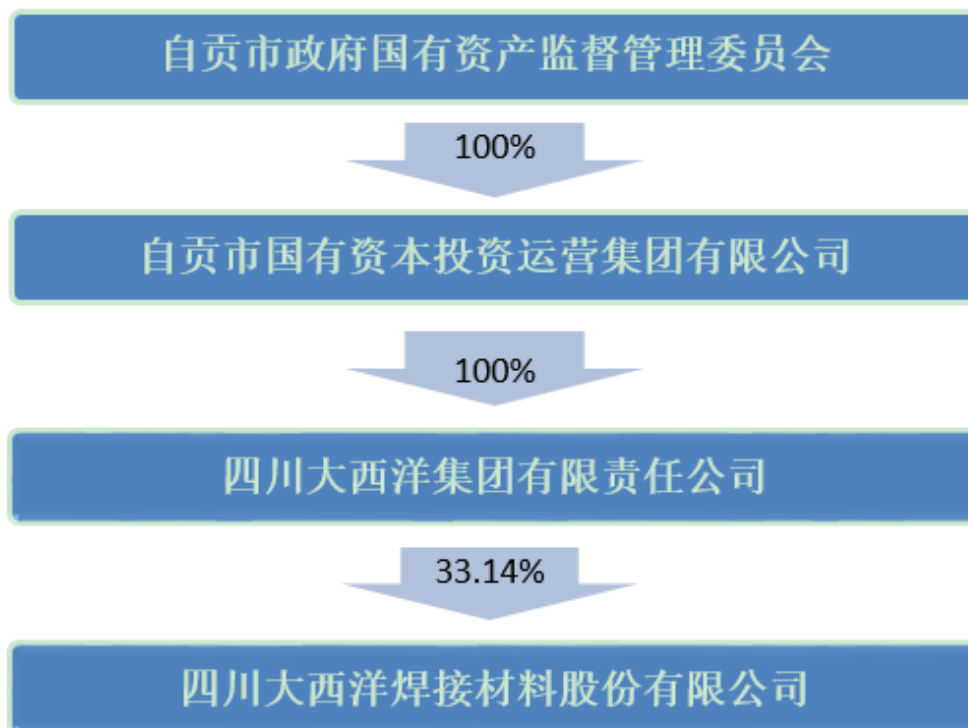 自贡市政府国有资产监督管理委员会
100%
自贡市国有资本投资运营集团有限公司
100%
四川大西洋集团有限责任公司
33.14%
四川大西洋焊接材料股份有限公司